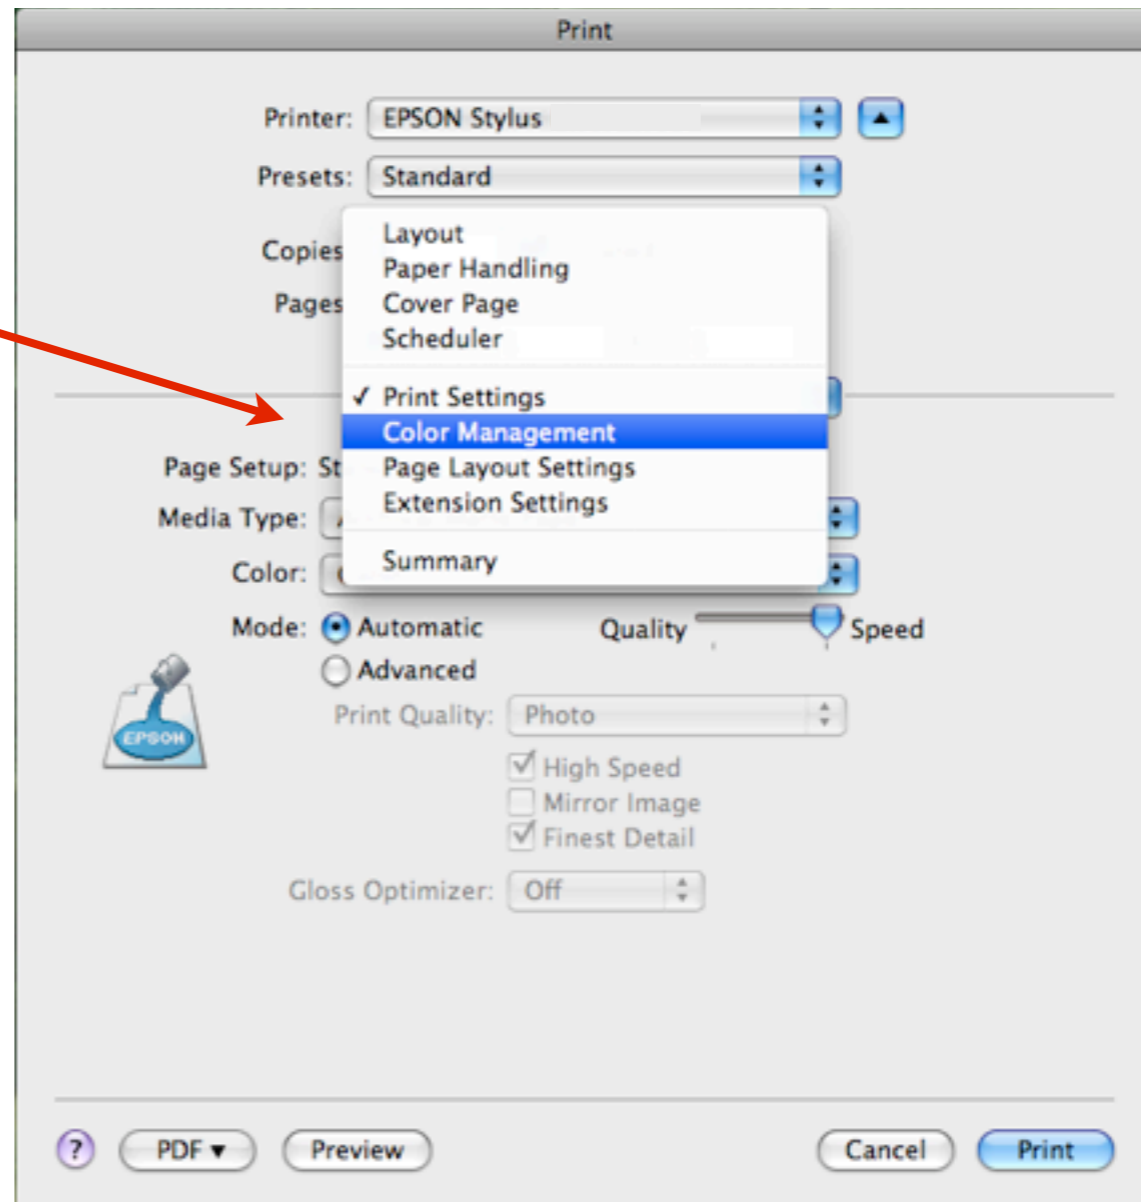 Print
Printer: EPSON Stylus
Presets: Standard
Layout
Copies
Paper Handling
Pages
Cover Page
Scheduler
✓ Print Settings
Color Management
Page Setup: St
Page Layout Settings
Extension Settings
Media Type:
Summary
Color:
Mode: Automatic Quality Speed
Advanced
Print Quality: Photo
EPSON
High Speed
Mirror Image
Finest Detail
Gloss Optimizer: Off
? PDF ▾ Preview Cancel Print